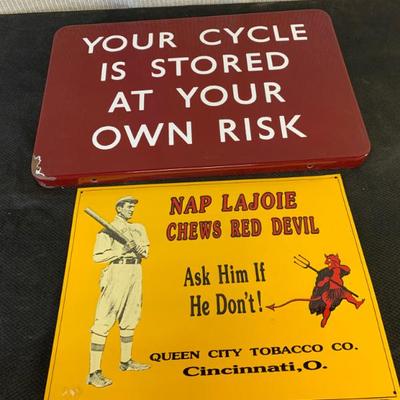 YOUR CYCLE
IS STORED
AT YOUR
OWN RISK
NAP LAJOIE
CHEWS RED DEVIL
Ask Him If
He Don't!
QUEEN CITY TOBACCO CO.
Cincinnati,O.